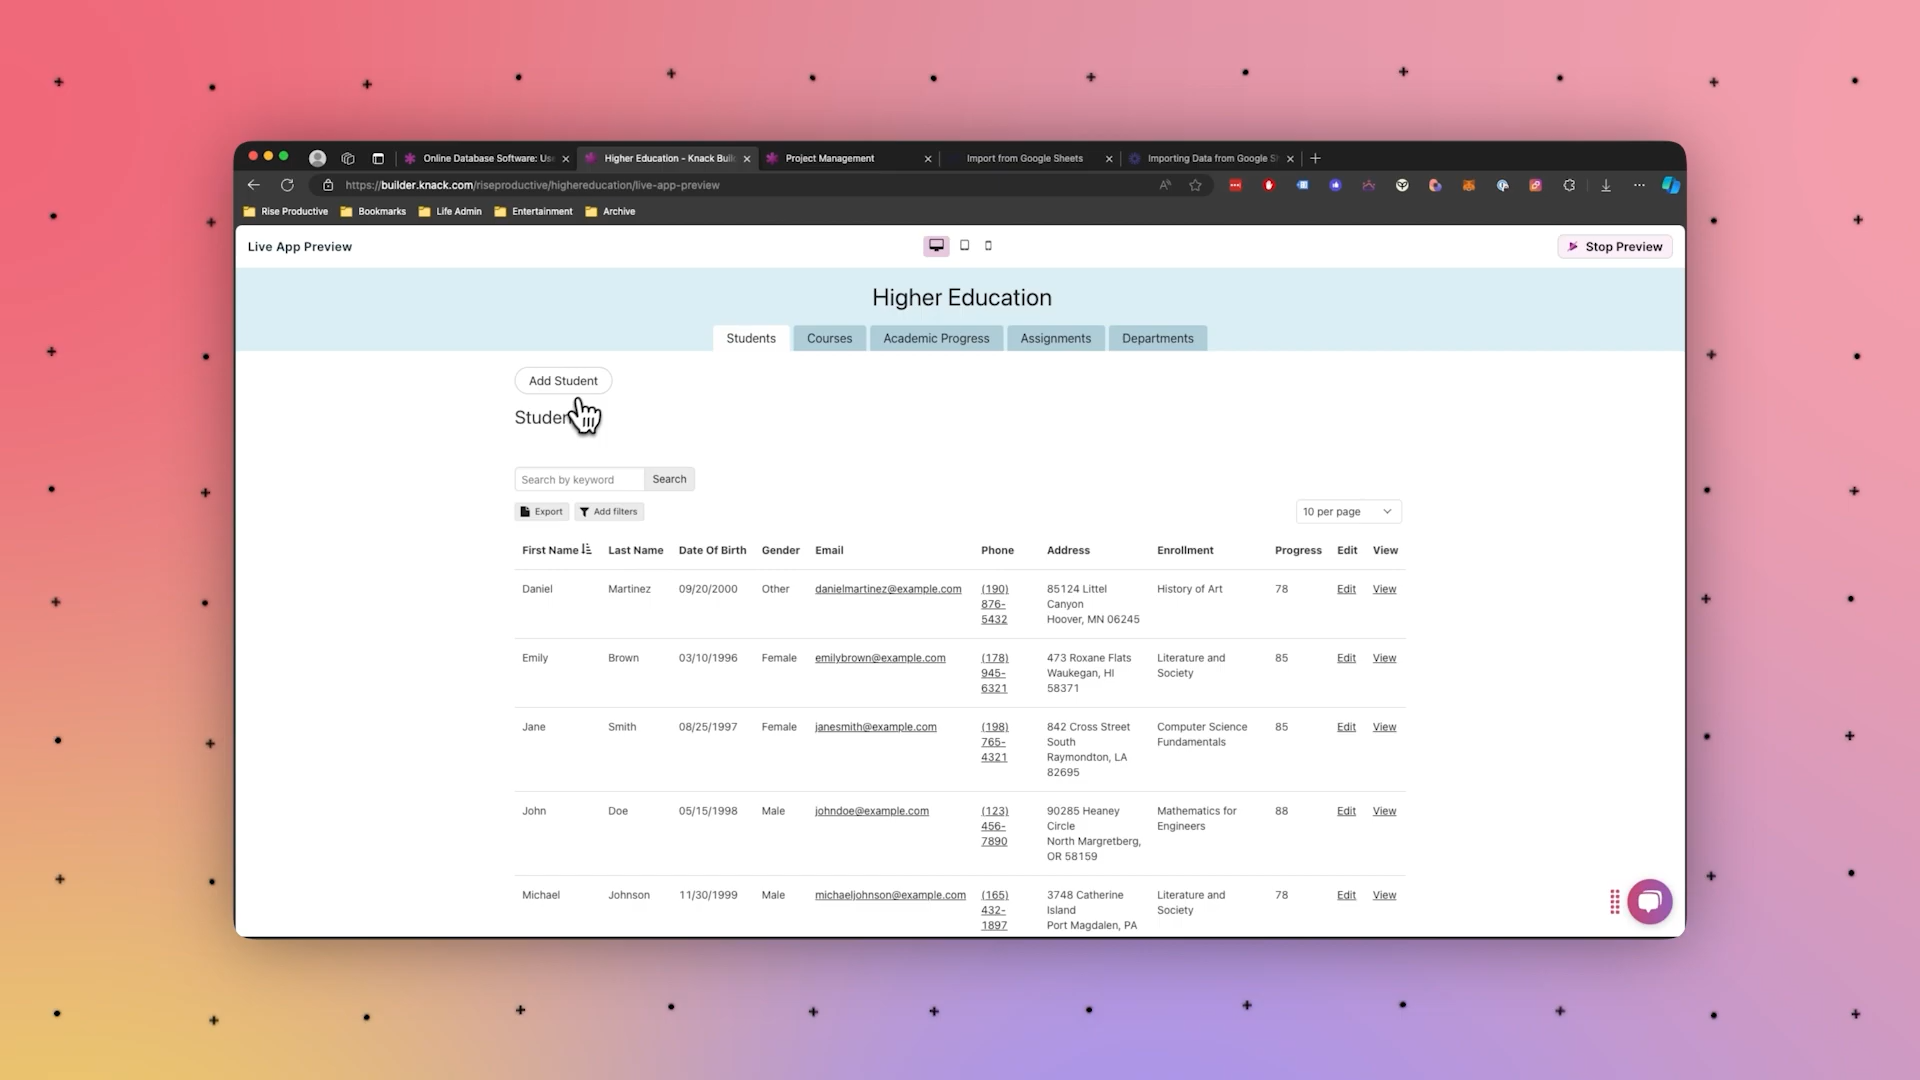 Online Database Software: Us
Higher Education - Knack Buil
Project Management
Import from Google Sheets
Importing Data from Google S
https://builder.knack.com/riseproductive/highereducation/live-app-preview
Rise Productive
Bookmarks
Life Admin
Entertainment
Archive
Live App Preview
Stop Preview
Higher Education
Students
Courses
Academic Progress
Assignments
Departments
Add Student
Studen
Search by keyword
Search
Export
Add filters
10 per page
First Name Last Name Date Of Birth Gender Email Phone Address Enrollment Progress Edit View
Daniel Martinez 09/20/2000 Other danielmartinez@example.com (190) 85124 Littel History of Art 78 Edit View
876- Canyon
5432 Hoover, MN 06245
Emily Brown 03/10/1996 Female emilybrown@example.com (178) 473 Roxane Flats Literature and 85 Edit View
945- Waukegan, HI Society
6321 58371
Jane Smith 08/25/1997 Female janesmith@example.com (198) 842 Cross Street Computer Science 85 Edit View
765- South Fundamentals
4321 Raymondton, LA
82695
John Doe 05/15/1998 Male johndoe@example.com (123) 90285 Heaney Mathematics for 88 Edit View
456- Circle Engineers
7890 North Margretberg,
OR 58159
Michael Johnson 11/30/1999 Male michaeljohnson@example.com (165) 3748 Catherine Literature and 78 Edit View
432- Island Society
1897 Port Magdalen, PA